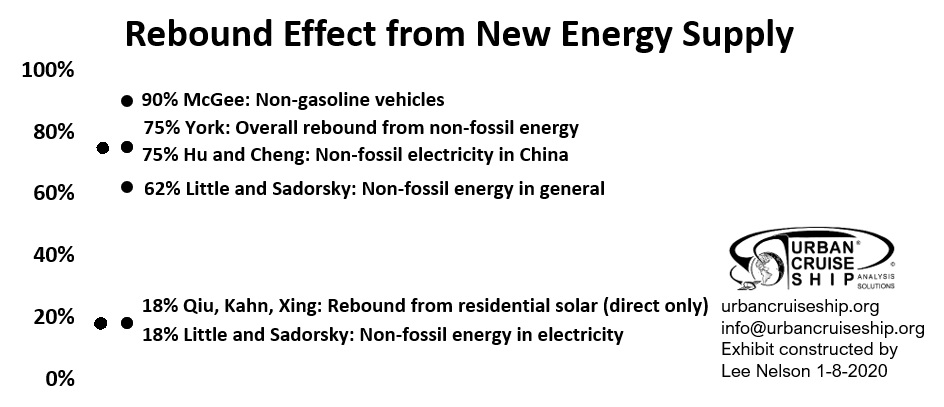 Rebound Effect from New Energy Supply
100%
90% McGee: Non-gasoline vehicles
75% York: Overall rebound from non-fossil energy
80%
75% Hu and Cheng: Non-fossil electricity in China
60%
62% Little and Sadorsky: Non-fossil energy in general
40%
18% Qiu, Kahn, Xing: Rebound from residential solar (direct only)
20%
18% Little and Sadorsky: Non-fossil energy in electricity
0%
URBAN®
CRUISE
SHIP ANALYSIS
SOLUTIONS
©
urbancruiseship.org
info@urbancruiseship.org
Exhibit constructed by
Lee Nelson 1-8-2020